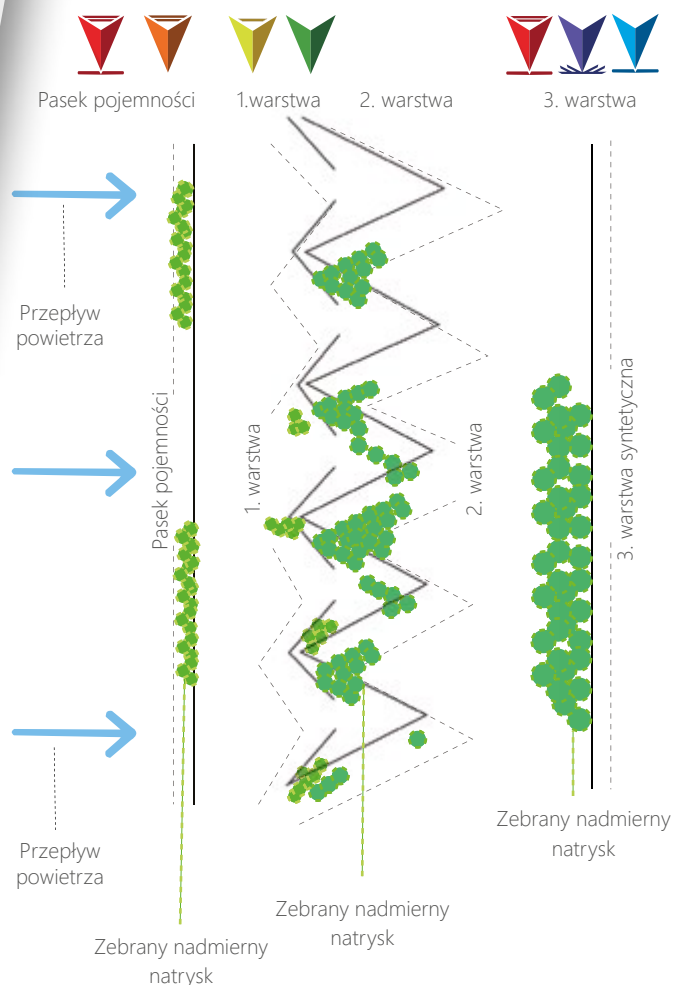 Pasek pojemności
1.warstwa
2. warstwa
3. warstwa
Przepływ
powietrza
Pasek pojemności
1. warstwa
2. warstwa
3. warstwa syntetyczna
Przepływ
powietrza
Zebrany nadmierny
natrysk
Zebrany nadmierny
natrysk
Zebrany nadmierny
natrysk